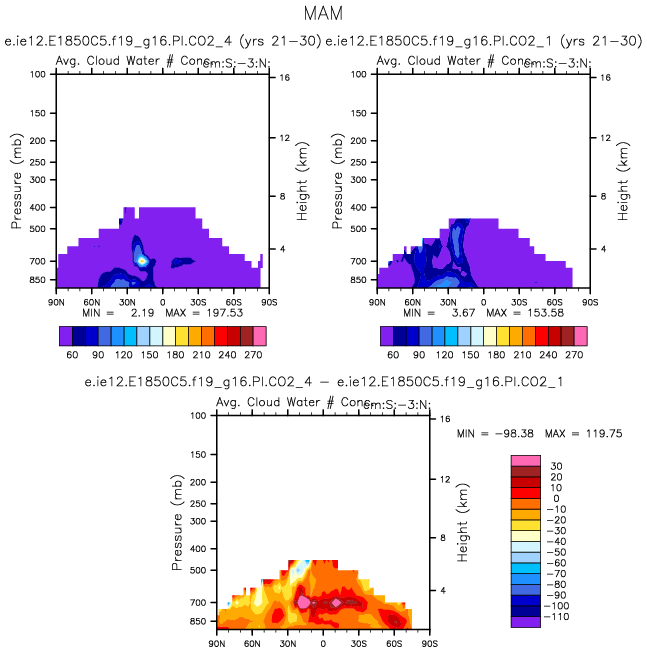 MAM
e.ie12.E1850C5.f19_g16.PI.CO2_4 (yrs 21-30) e.ie12.E1850C5.f19_g16.PI.CO2_1 (yrs 21-30)
Avg. Cloud Water # Conc. cm:S:-3:N: Avg. Cloud Water # Conc. cm:S:-3:N:
100 16 100 16
150 150
12 12
200 200
250 250
300 300
8 8
400 400
500 500
4 4
700 700
850 850
Pressure (mb) Height (km) Pressure (mb) Height (km)
90N 60N 30N 0 30S 60S 90S 90N 60N 30N 0 30S 60S 90S
MIN = 2.19 MAX = 197.53 MIN = 3.67 MAX = 153.58
60 90 120 150 180 210 240 270 60 90 120 150 180 210 240 270
e.ie12.E1850C5.f19_g16.PI.CO2_4 - e.ie12.E1850C5.f19_g16.PI.CO2_1
Avg. Cloud Water # Conc. cm:S:-3:N:
MIN = -98.38 MAX = 119.75
100 16
150
12
200
250
300
8
400
500
4
700
850
Pressure (mb) Height (km)
90N 60N 30N 0 30S 60S 90S
30
20
10
0
-10
-20
-30
-40
-50
-60
-70
-80
-90
-100
-110